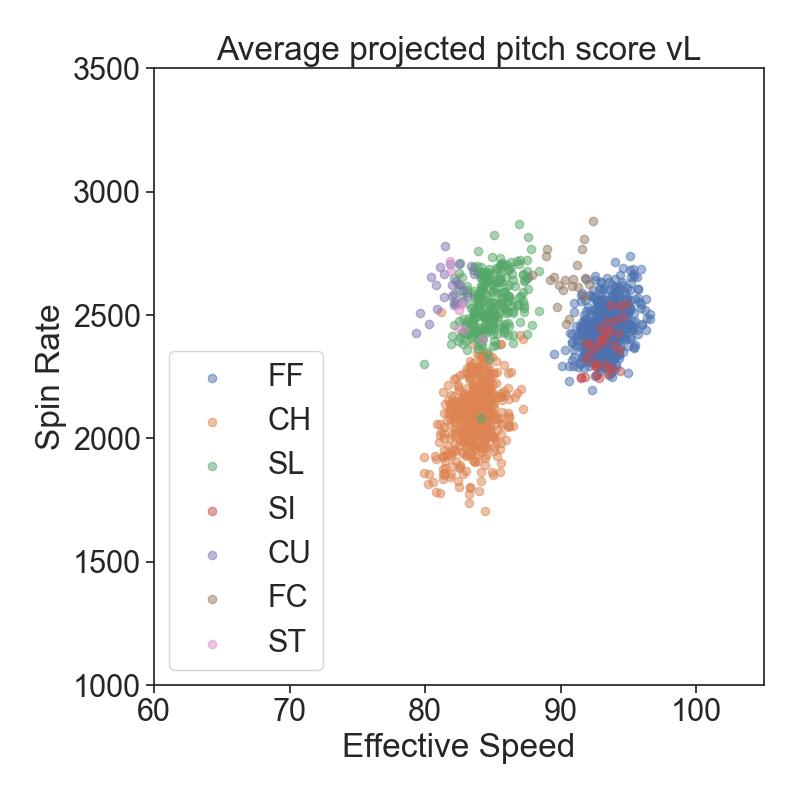 Average projected pitch score vL
3500
3000
2500
2000
1500
1000
Spin Rate
FF
CH
SL
SI
CU
FC
ST
60 70 80 90 100
Effective Speed